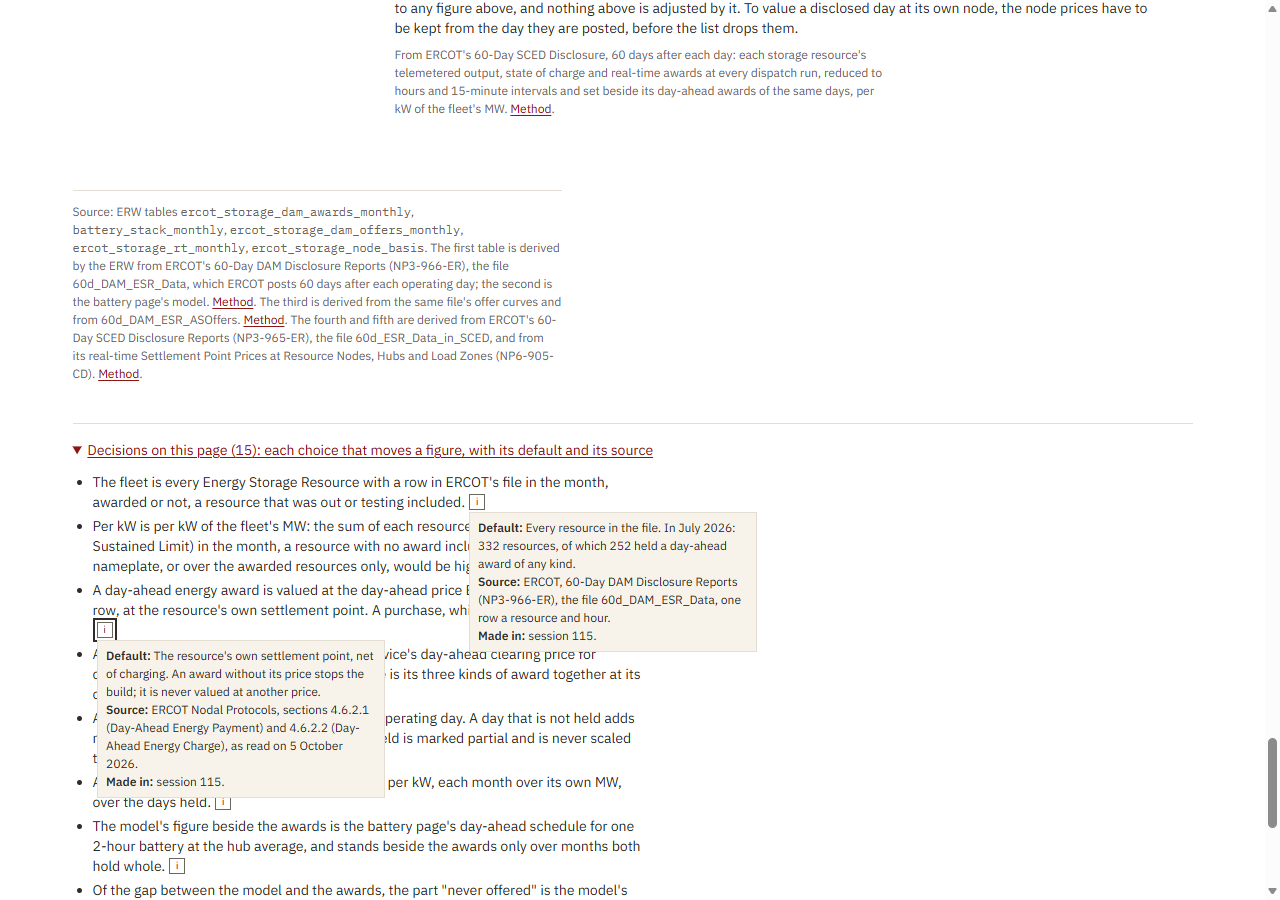 to any figure above, and nothing above is adjusted by it. To value a disclosed day at its own node, the node prices have to
be kept from the day they are posted, before the list drops them.
From ERCOT's 60-Day SCED Disclosure, 60 days after each day: each storage resource's
telemetered output, state of charge and real-time awards at every dispatch run, reduced to
hours and 15-minute intervals and set beside its day-ahead awards of the same days, per
kW of the fleet's MW. Method.
Source: ERW tables ercot_storage_dam_awards_monthly,
battery_stack_monthly, ercot_storage_dam_offers_monthly,
ercot_storage_rt_monthly, ercot_storage_node_basis. The first table is derived
by the ERW from ERCOT's 60-Day DAM Disclosure Reports (NP3-966-ER), the file
60d_DAM_ESR_Data, which ERCOT posts 60 days after each operating day; the second is
the battery page's model. Method. The third is derived from the same file's offer curves and
from 60d_DAM_ESR_ASOffers. Method. The fourth and fifth are derived from ERCOT's 60-
Day SCED Disclosure Reports (NP3-965-ER), the file 60d_ESR_Data_in_SCED, and from
its real-time Settlement Point Prices at Resource Nodes, Hubs and Load Zones (NP6-905-
CD). Method.
▼ Decisions on this page (15): each choice that moves a figure, with its default and its source
• The fleet is every Energy Storage Resource with a row in ERCOT's file in the month,
awarded or not, a resource that was out or testing included. i
• Per kW is per kW of the fleet's MW: the sum of each resource
Sustained Limit) in the month, a resource with no award
nameplate, or over the awarded resources only, would be
• A day-ahead energy award is valued at the day-ahead price
row, at the resource's own settlement point. A purchase,
i
Default: Every resource in the file. In July 2026:
332 resources, of which 252 held a day-ahead
award of any kind.
Source: ERCOT, 60-Day DAM Disclosure Reports
(NP3-966-ER), the file 60d_DAM_ESR_Data, one
row a resource and hour.
Made in: session 115.
day-ahead clearing price for
is its three kinds of award together at its
operating day. A day that is not held adds
is marked partial and is never scaled
per kW, each month over its own MW,
over the days held. i
Default: The resource's own settlement point, net
of charging. An award without its price stops the
build; it is never valued at another price.
Source: ERCOT Nodal Protocols, sections 4.6.2.1
(Day-Ahead Energy Payment) and 4.6.2.2 (Day-
Ahead Energy Charge), as read on 5 October
2026.
Made in: session 115.
• The model's figure beside the awards is the battery page's day-ahead schedule for one
2-hour battery at the hub average, and stands beside the awards only over months both
hold whole. i
• Of the gap between the model and the awards, the part "never offered" is the model's